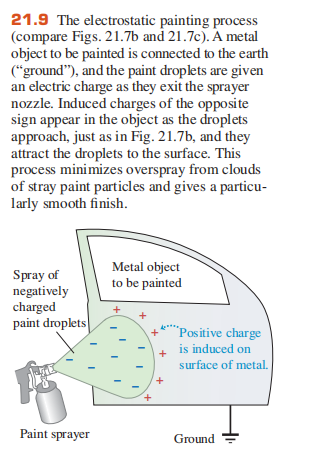 21.9 The electrostatic painting process
(compare Figs. 21.7b and 21.7c). A metal
object to be painted is connected to the earth
(“ground”), and the paint droplets are given
an electric charge as they exit the sprayer
nozzle. Induced charges of the opposite
sign appear in the object as the droplets
approach, just as in Fig. 21.7b, and they
attract the droplets to the surface. This
process minimizes overspray from clouds
of stray paint particles and gives a particu-
larly smooth finish.
Spray of
negatively
charged
paint droplets
Metal object
to be painted
Positive charge
is induced on
surface of metal.
Paint sprayer
Ground